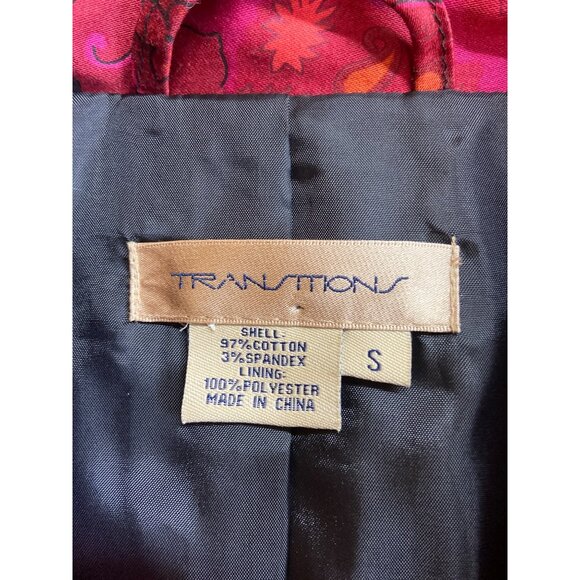 TRANSITIONS
SHELL:
97%COTTON
3%SPANDEX
LINING:
100%POLYESTER
MADE IN CHINA
S